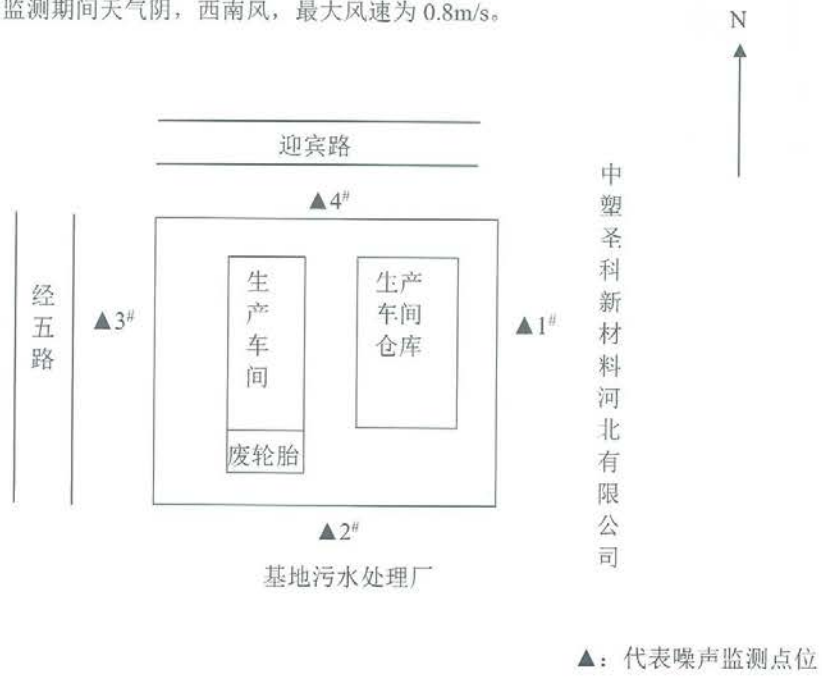 监测期间天气阴，西南风，最大风速为 0.8m/s。
N
迎宾路
▲4#
中塑圣科新材料河北有限公司
经五路
▲3#
生产车间
生产
车间
仓库
▲1#
废轮胎
▲2#
基地污水处理厂
▲：代表噪声监测点位